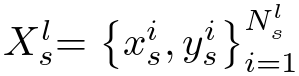 $X_s^l = \{x_s^i, y_s^i\}_{i=1}^{N_s^l}$